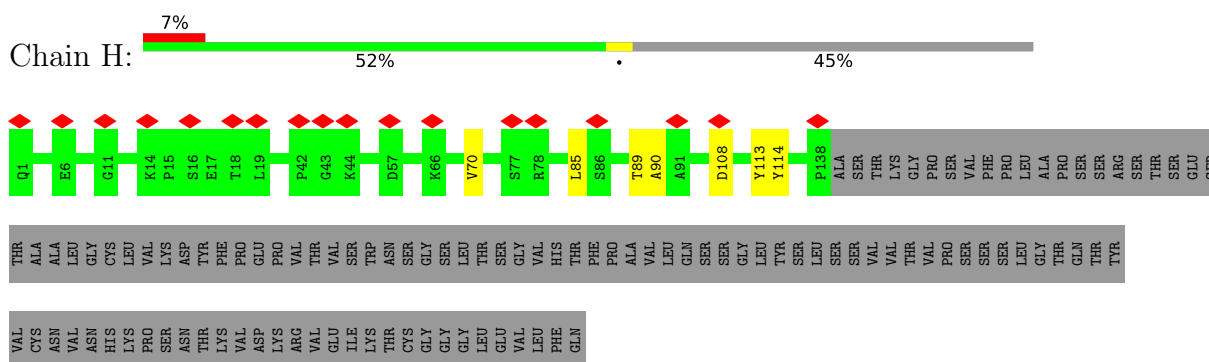 7%
Chain H:
52% • 45%
Q1 E6 G11 K14 P15 S16 E17 T18 L19 P42 G43 K44 D57 K66 V70 S77 R78 L85 S86 T89 A90 A91 D108 Y113 Y114 P138 ALA SER THR LYS GLY PRO SER VAL PHE PRO LEU ALA PRO SER SER ARG SER THR SER GLU
THR ALA ALA LEU GLY CYS LEU VAL LYS ASP TYR PHE PRO GLU PRO VAL THR VAL SER TRP ASN SER GLY SER LEU THR SER GLY VAL HIS THR PHE PRO ALA VAL LEU GLN SER SER GLY LEU TYR SER LEU SER SER VAL VAL THR VAL PRO SER SER SER LEU GLY THR GLN THR TYR
VAL CYS ASN VAL ASN HIS LYS PRO SER ASN THR LYS VAL ASP LYS ARG VAL GLU ILE LYS THR CYS GLY GLY GLY LEU GLU VAL LEU PHE GLN